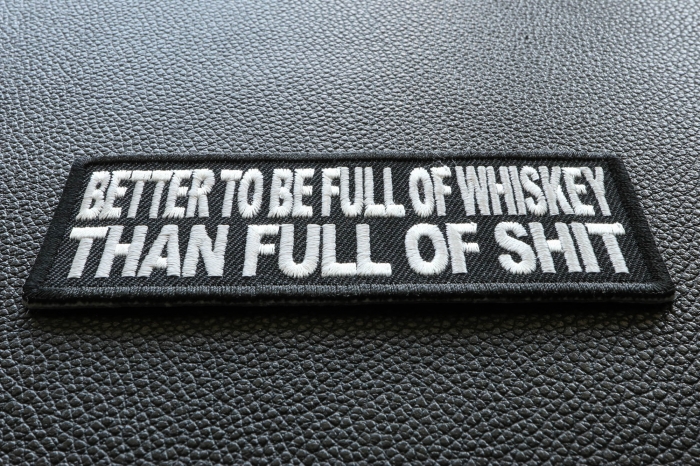 BETTER TO BE FULL OF WHISKEY
THAN FULL OF SHIT